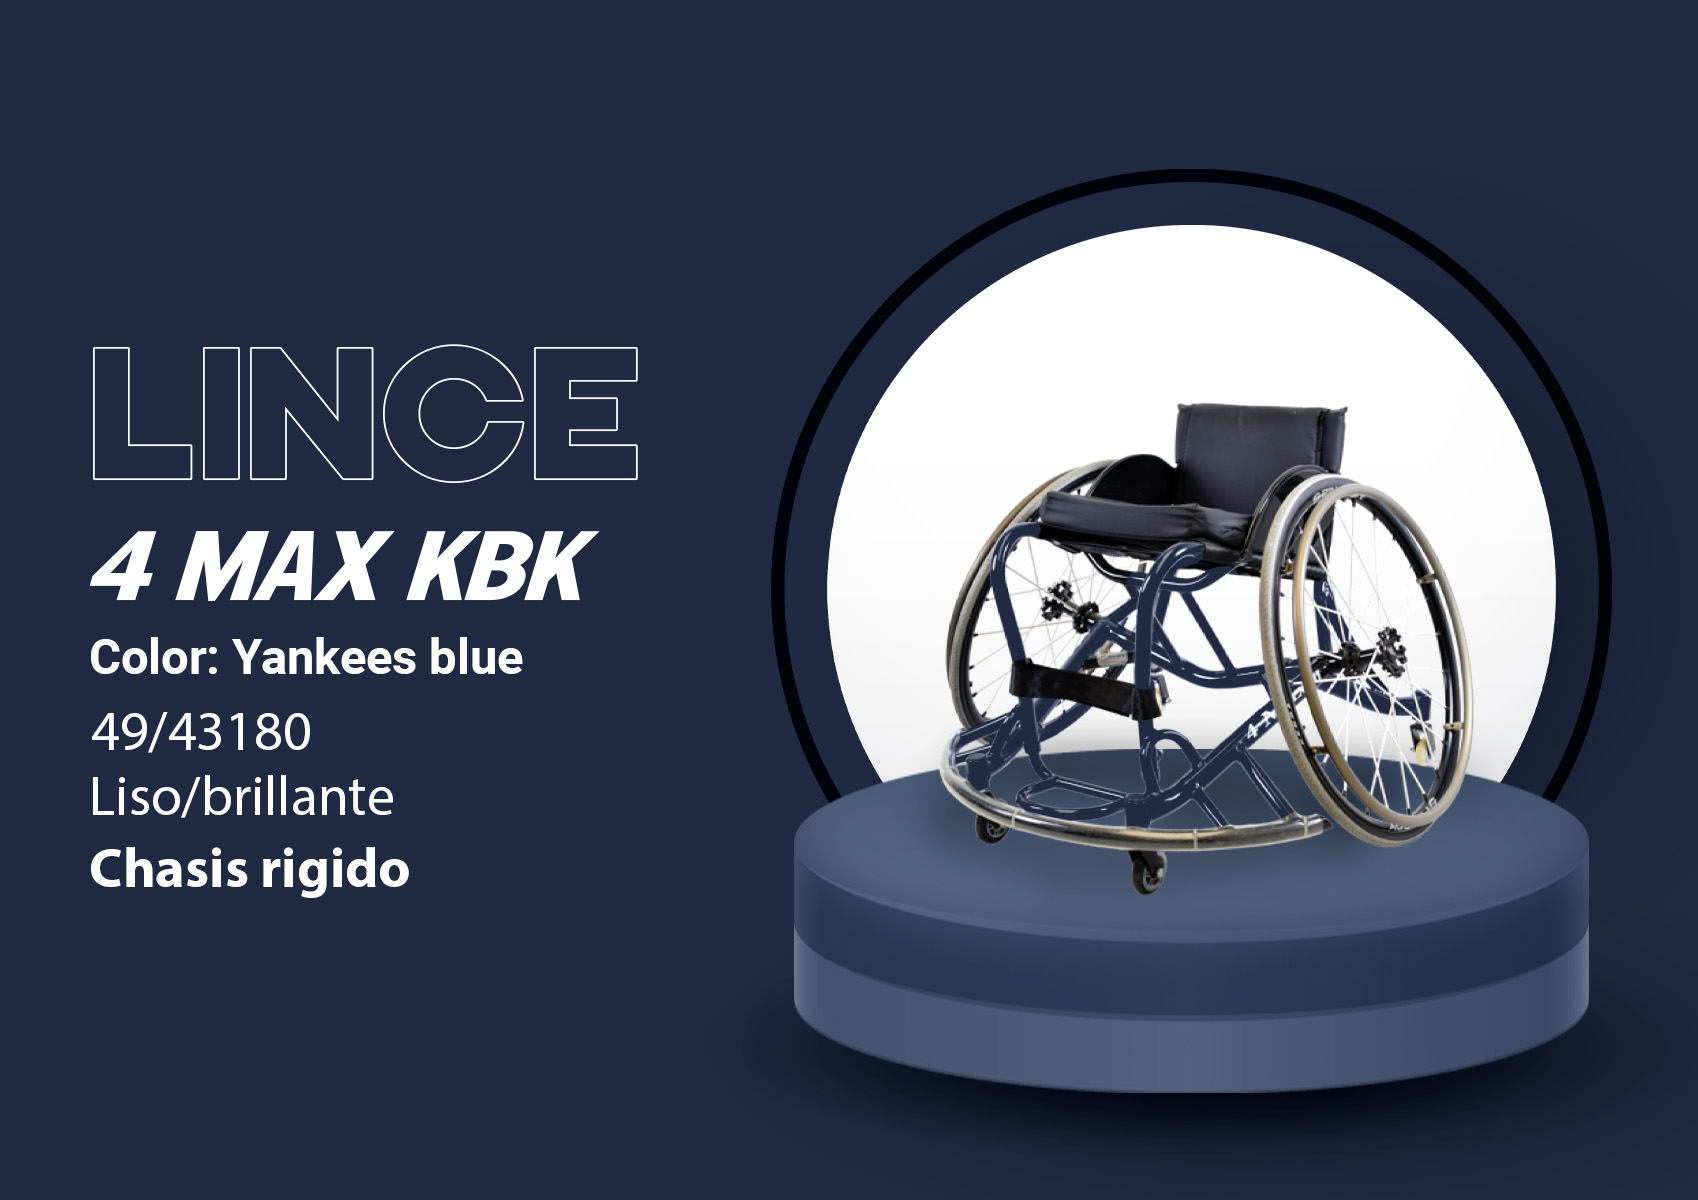 LINCE
4 MAX KBK
Color: Yankees blue
49/43180
Liso/brillante
Chasis rigido